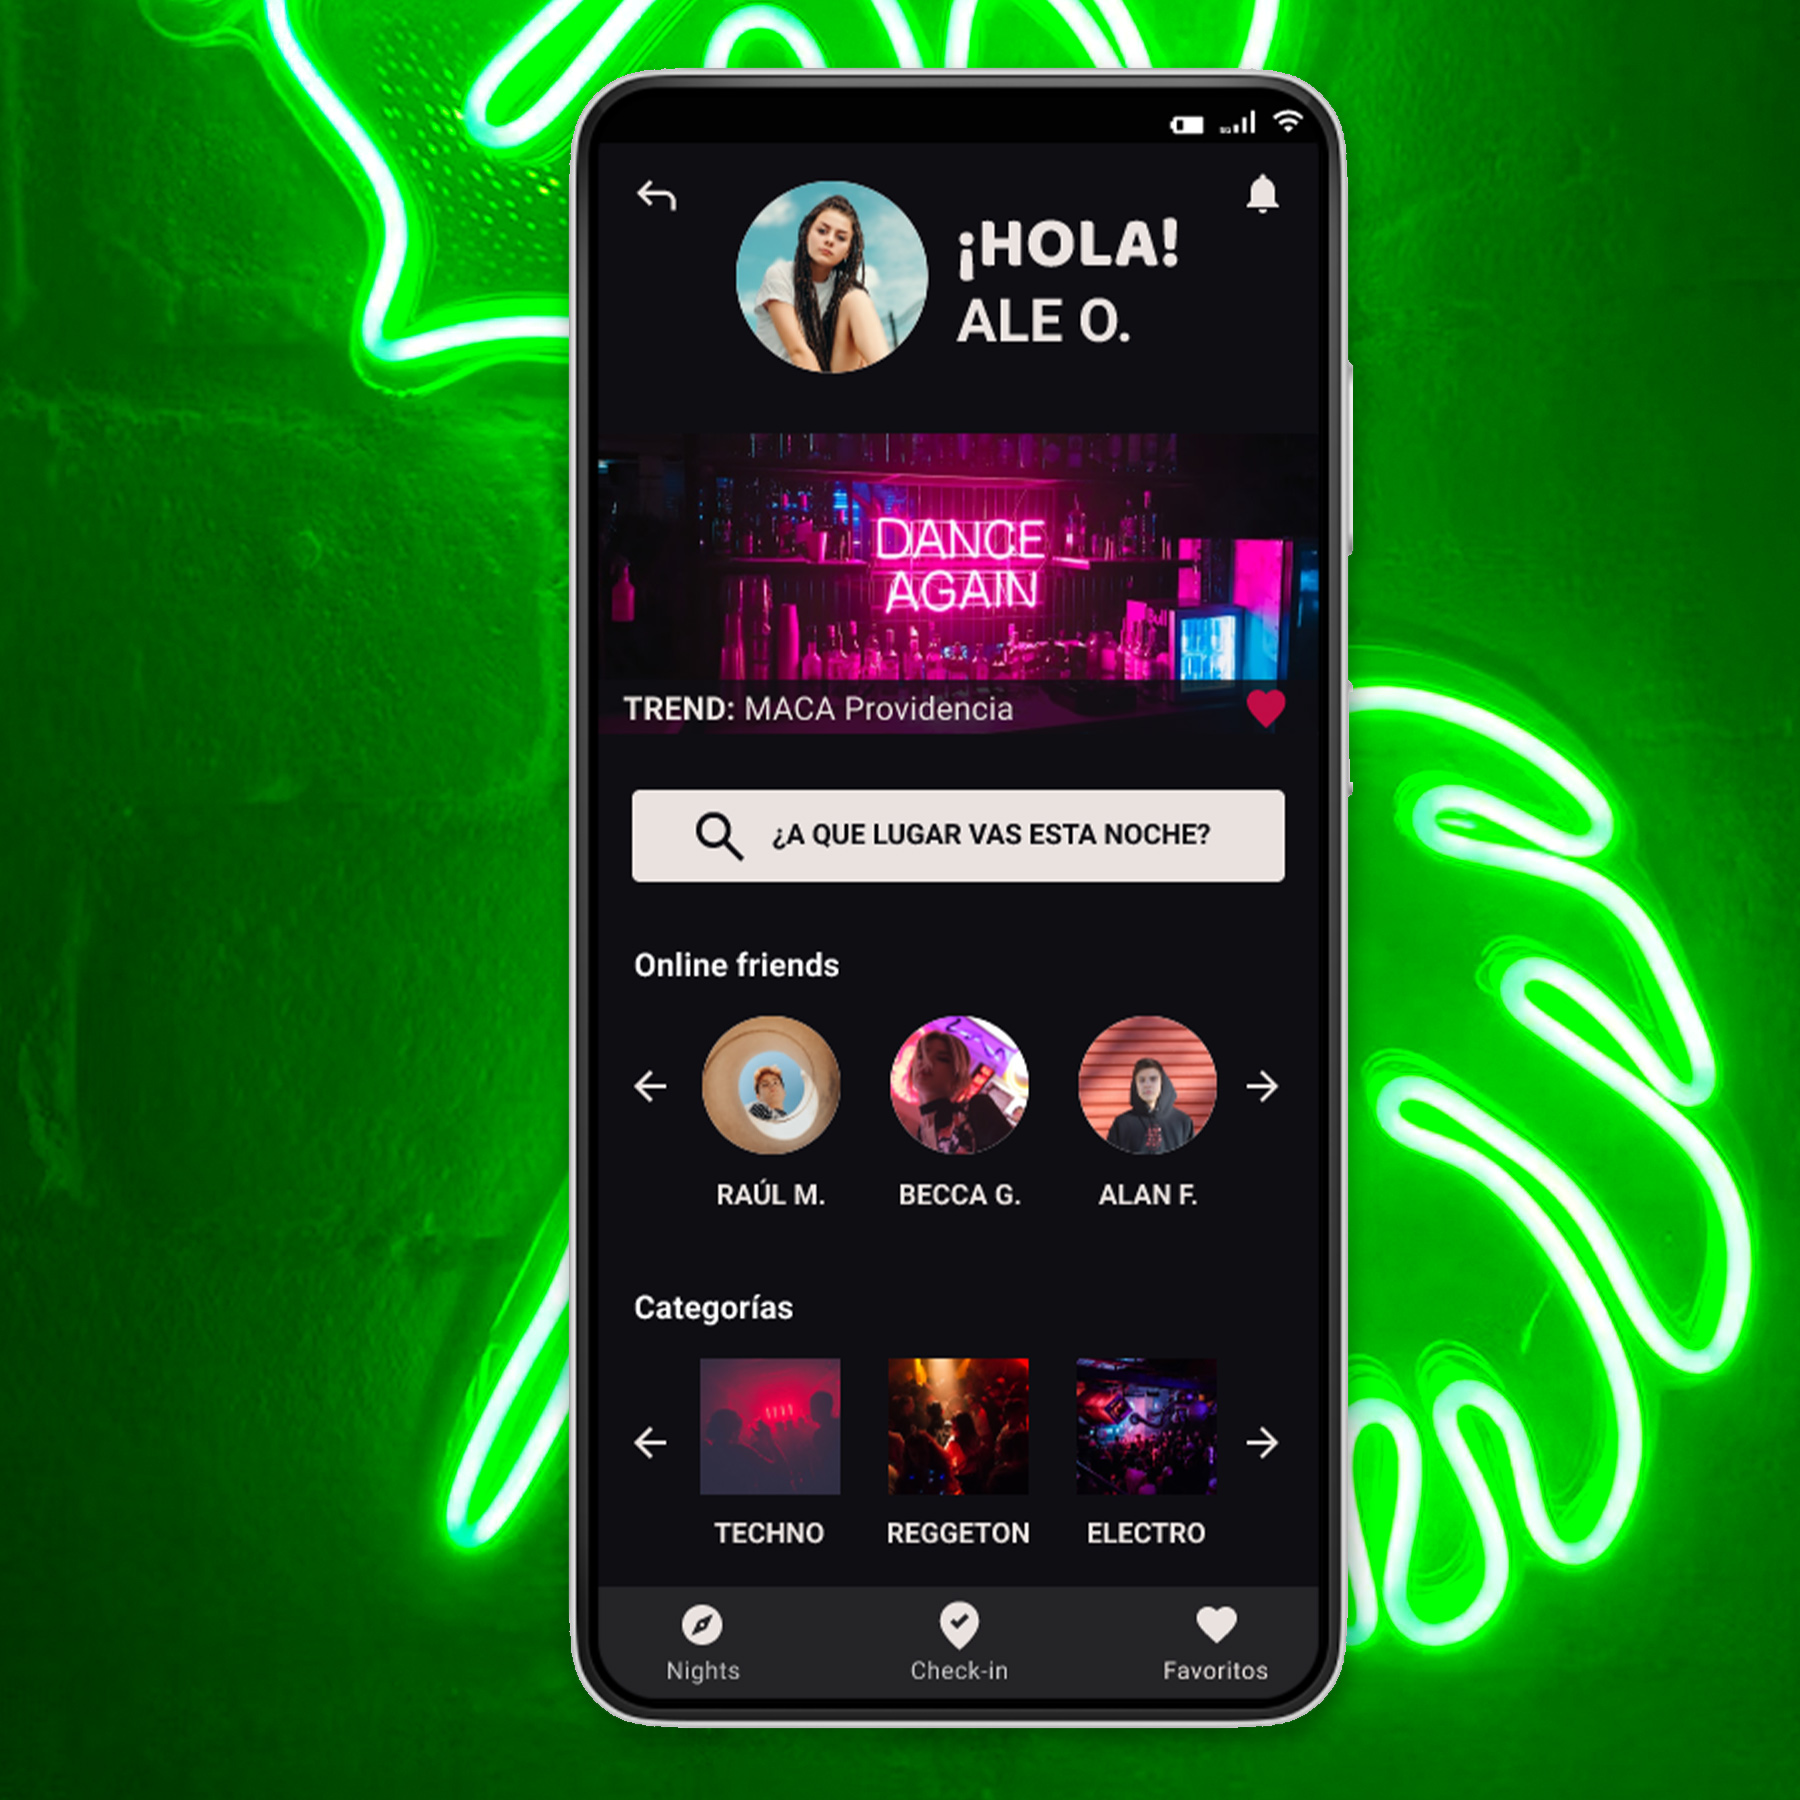 ¡HOLA!
ALE O.
DANCE
AGAIN
TREND: MACA Providencia
¿A QUE LUGAR VAS ESTA NOCHE?
Online friends
RAÚL M.
BECCA G.
ALAN F.
Categorías
TECHNO
REGGETON
ELECTRO
Nights
Check-in
Favoritos